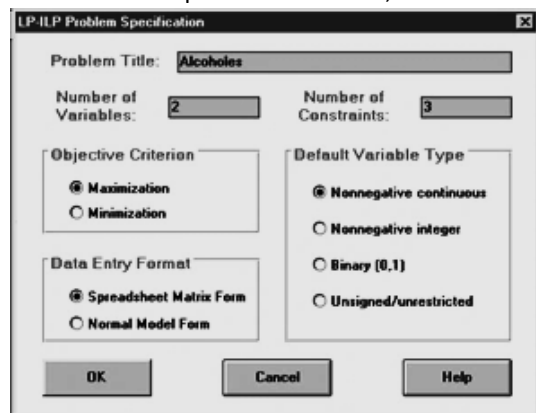 LP-ILP Problem Specification
Problem Title: Alcoholes
Number of Variables: 2
Number of Constraints: 3
Objective Criterion
Maximization
Minimization
Default Variable Type
Nonnegative continuous
Nonnegative integer
Binary (0,1)
Unsigned/unrestricted
Data Entry Format
Spreadsheet Matrix Form
Normal Model Form
OK Cancel Help